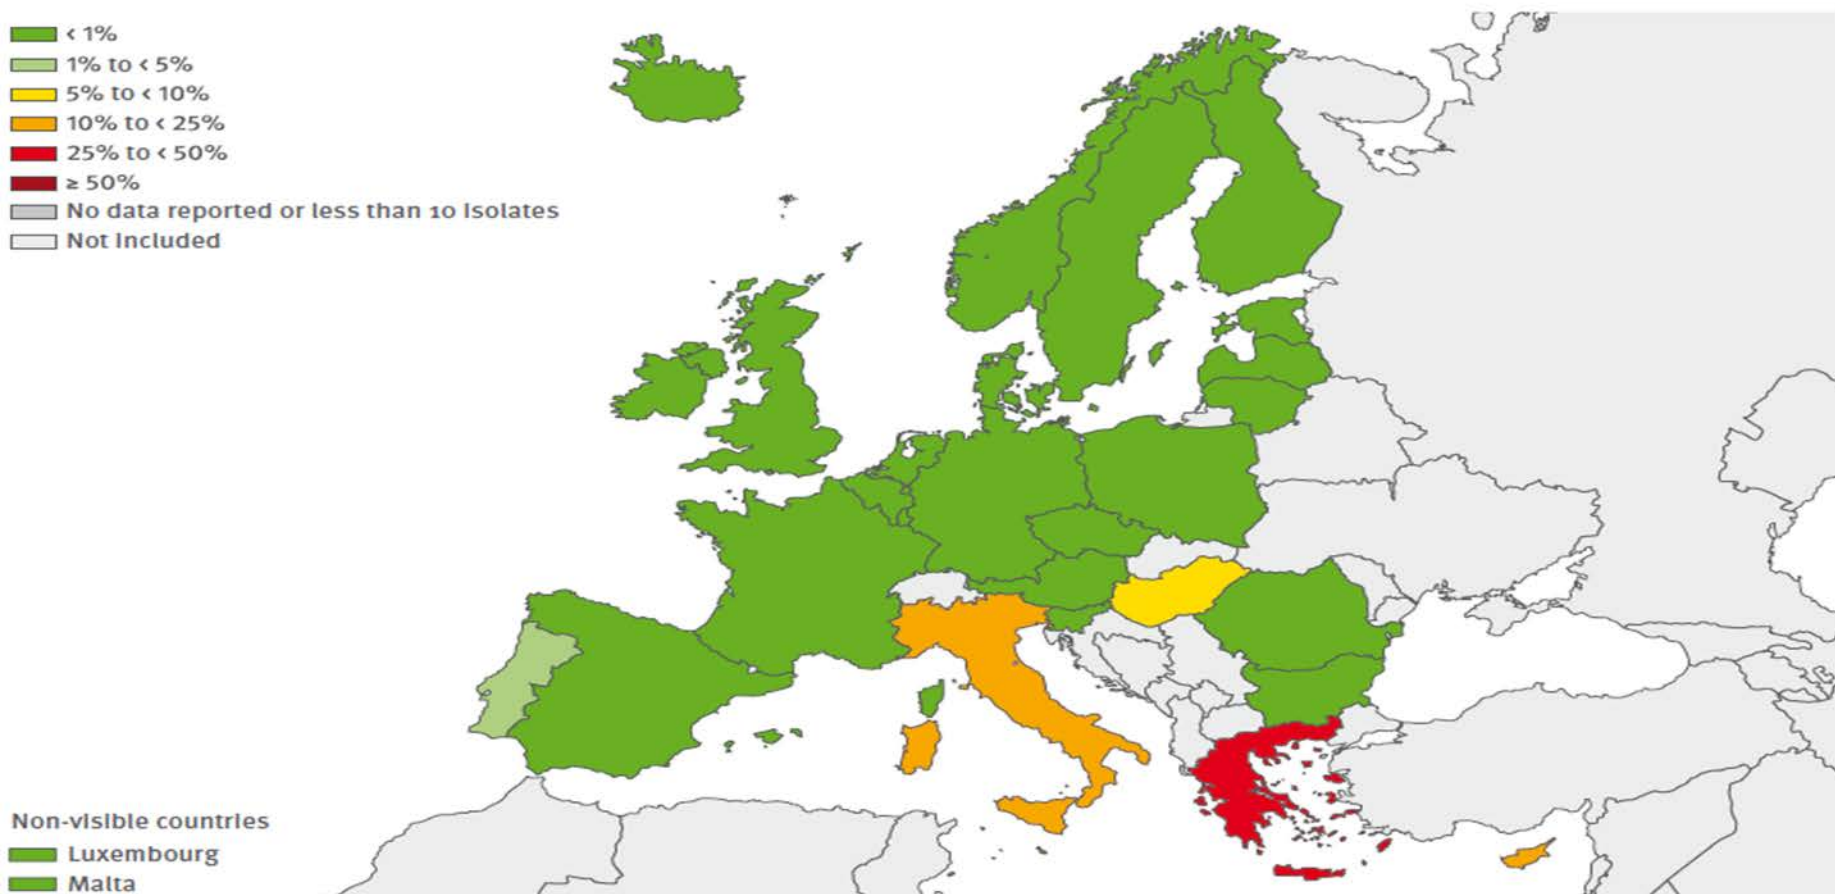 < 1%
1% to < 5%
5% to < 10%
10% to < 25%
25% to < 50%
≥ 50%
No data reported or less than 10 isolates
Not included
Non-visible countries
Luxembourg
Malta